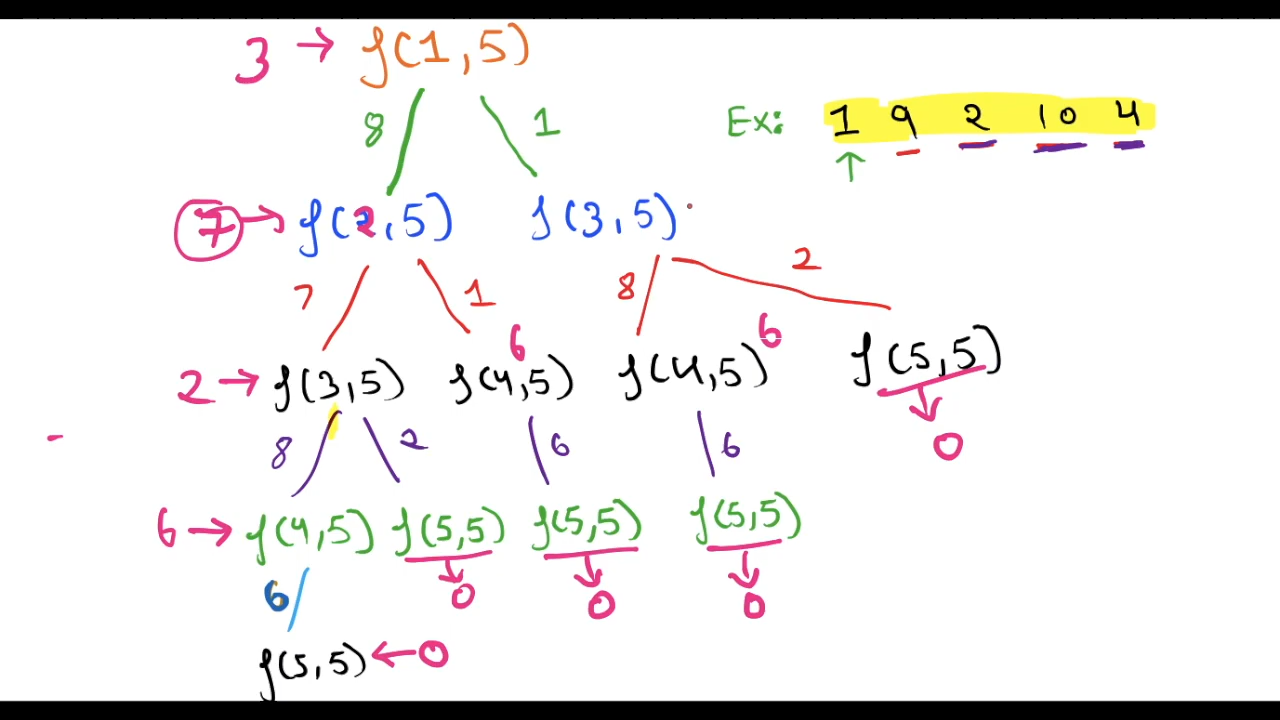 3 → f(1,5)
Ex: 1 9 2 10 4
8 1
7 → f(2,5) f(3,5)
7 1 8 2
6 6
2 → f(3,5) f(4,5) f(4,5) f(5,5)
8 2 6 6 0
6 → f(4,5) f(5,5) f(5,5) f(5,5)
6 0 0 0
f(5,5) ← 0